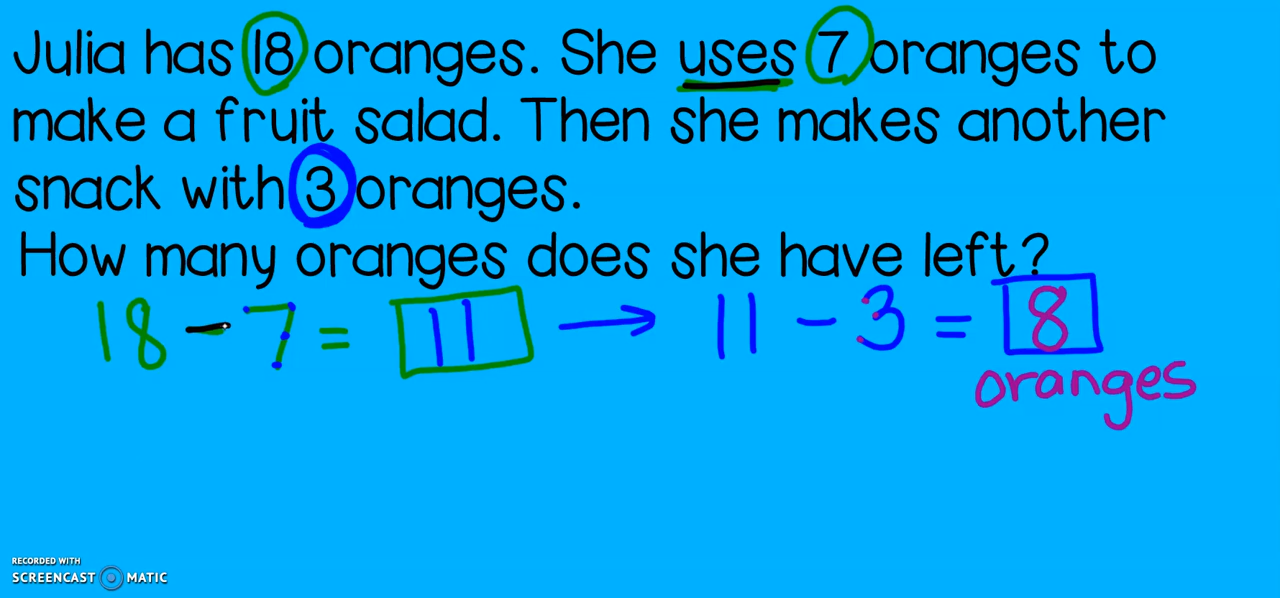 Julia has 18 oranges. She uses 7 oranges to
make a fruit salad. Then she makes another
snack with 3 oranges.
How many oranges does she have left?
18 - 7 = 11 → 11 - 3 = 8
oranges
RECORDED WITH
SCREENCAST MATIC